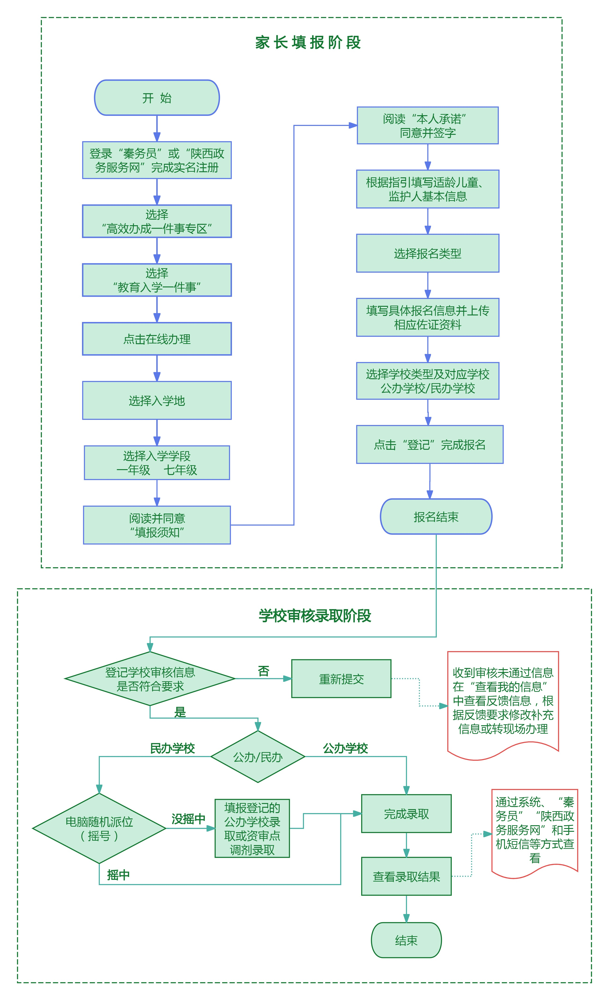 家长填报阶段
开 始
登录“秦务员”或“陕西政
务服务网”完成实名注册
选择
“高效办成一件事专区”
选择
“教育入学一件事”
点击在线办理
选择入学地
选择入学学段
一年级 七年级
阅读并同意
“填报须知”
阅读“本人承诺”
同意并签字
根据指引填写适龄儿童、
监护人基本信息
选择报名类型
填写具体报名信息并上传
相应佐证资料
选择学校类型及对应学校
公办学校/民办学校
点击“登记”完成报名
报名结束
学校审核录取阶段
登记学校审核信息
是否符合要求
否
重新提交
收到审核未通过信息
在“查看我的信息”
中查看反馈信息，根
据反馈要求修改补充
信息或转现场办理
是
公办/民办
民办学校
公办学校
电脑随机派位
（摇号）
没摇中
填报登记的
公办学校录
取或资审点
调剂录取
摇中
完成录取
查看录取结果
通过系统、“秦
务员”“陕西政
务服务网”和手
机短信等方式查
看
结束